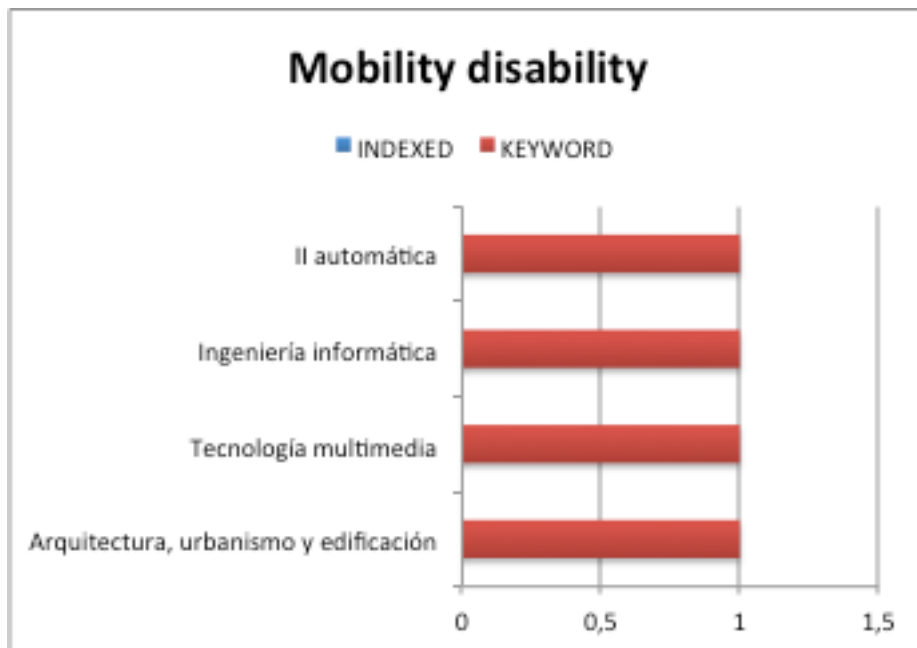 Mobility disability
INDEXED KEYWORD
II automática
Ingeniería informática
Tecnología multimedia
Arquitectura, urbanismo y edificación
0 0,5 1 1,5